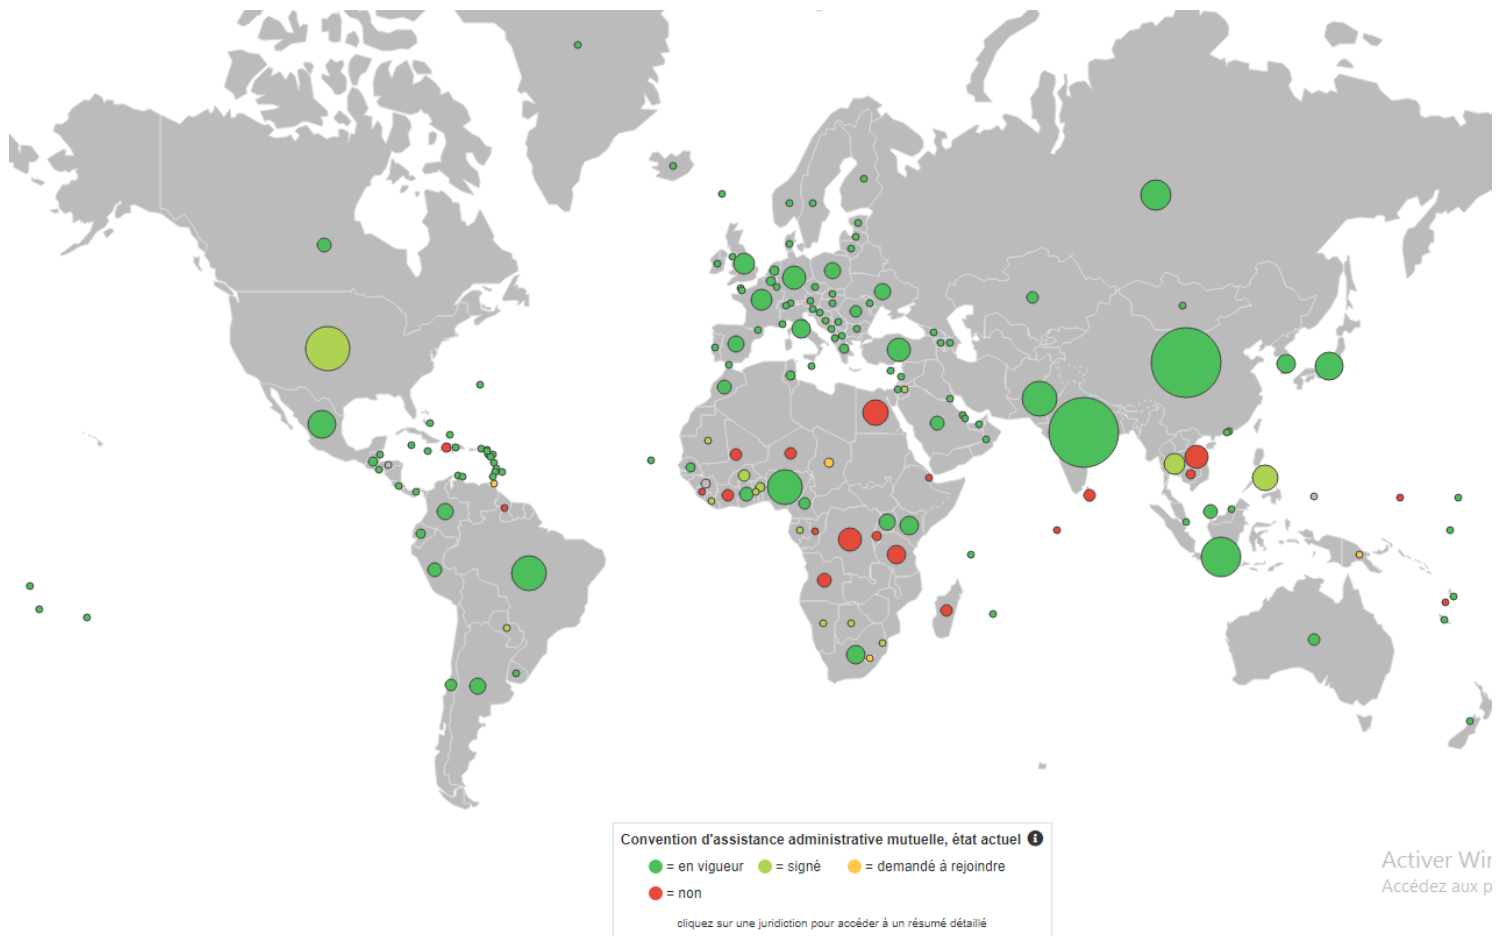 Convention d'assistance administrative mutuelle, état actuel
= en vigueur = signé = demandé à rejoindre
= non
cliquez sur une juridiction pour accéder à un résumé détaillé
Activer Wi
Accédez aux p